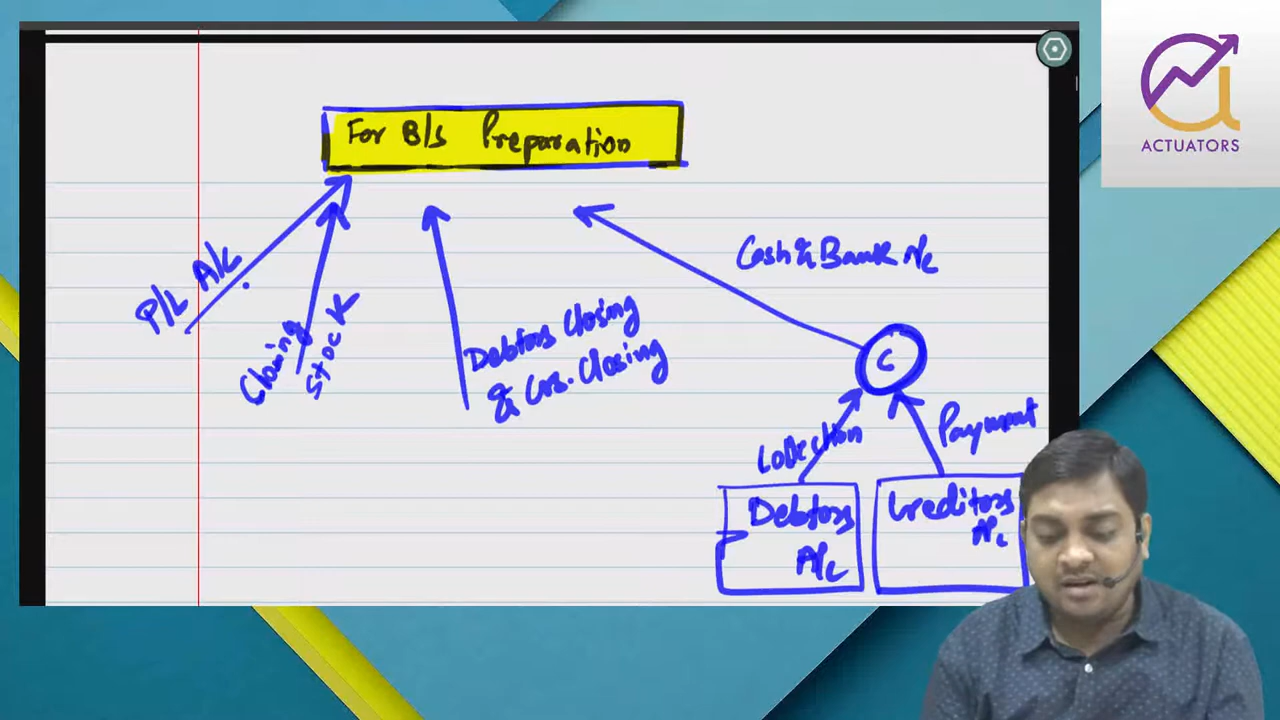 For B/s Preparation
ACTUATORS
P/L A/c
Closing
Stock
Debtors Closing
& Crs. Closing
Cash & Bank A/c
C
Collection
Payment
Debtors
A/c
Creditors
A/c